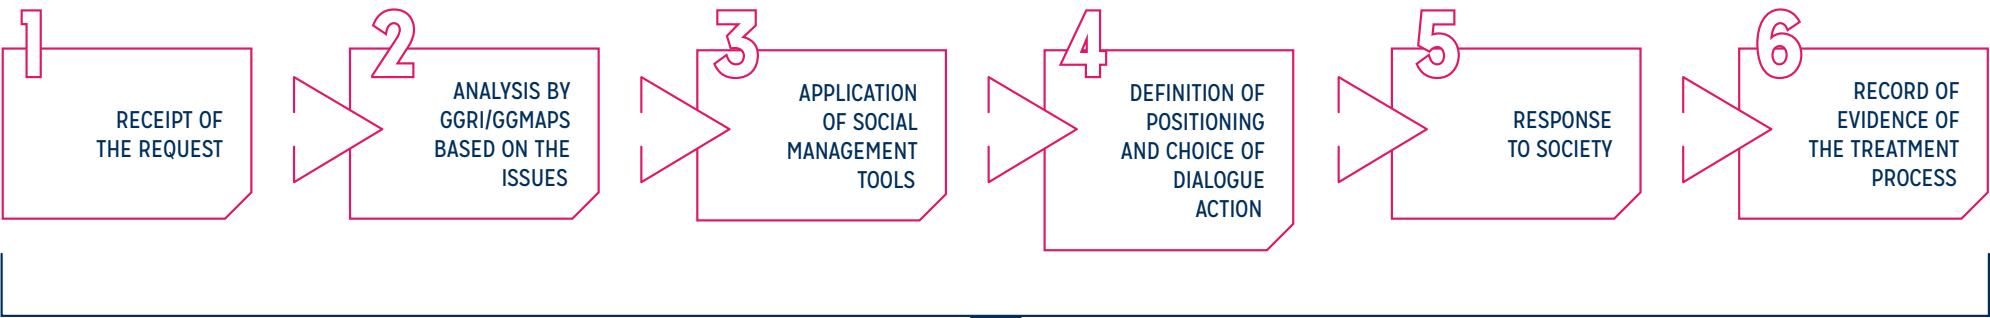 1
RECEIPT OF
THE REQUEST
2
ANALYSIS BY
GGRI/GGMAPS
BASED ON THE
ISSUES
3
APPLICATION
OF SOCIAL
MANAGEMENT
TOOLS
4
DEFINITION OF
POSITIONING
AND CHOICE OF
DIALOGUE
ACTION
5
RESPONSE
TO SOCIETY
6
RECORD OF
EVIDENCE OF
THE TREATMENT
PROCESS